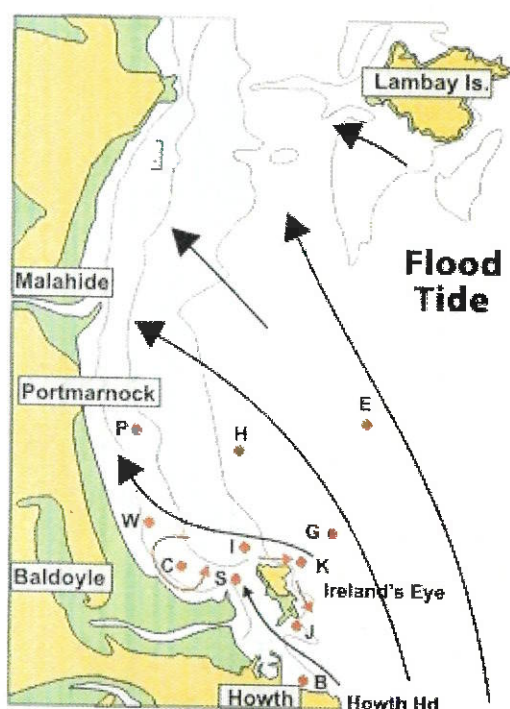 Lambay Is.
Flood
Tide
Malahide
Portmarnock
P
H
E
W
G
I
C
S
K
Baldoyle
Ireland's Eye
J
B
Howth
Howth Hd